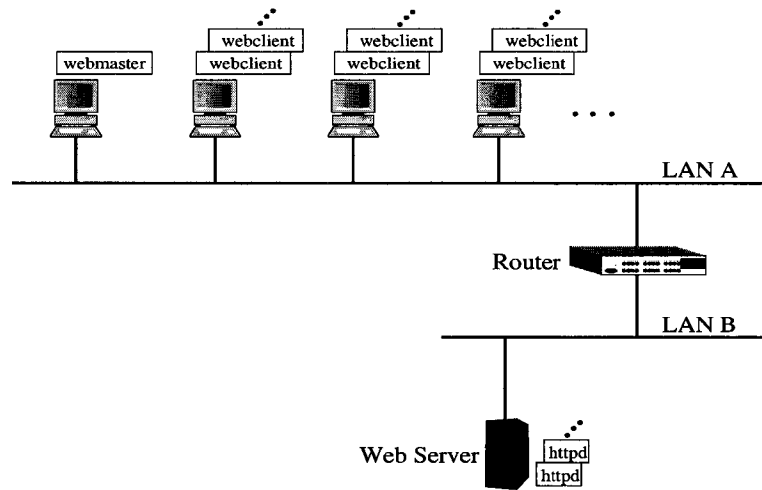 webclient
webclient
webclient
webmaster
webclient
webclient
webclient
LAN A
Router
LAN B
Web Server
httpd
httpd